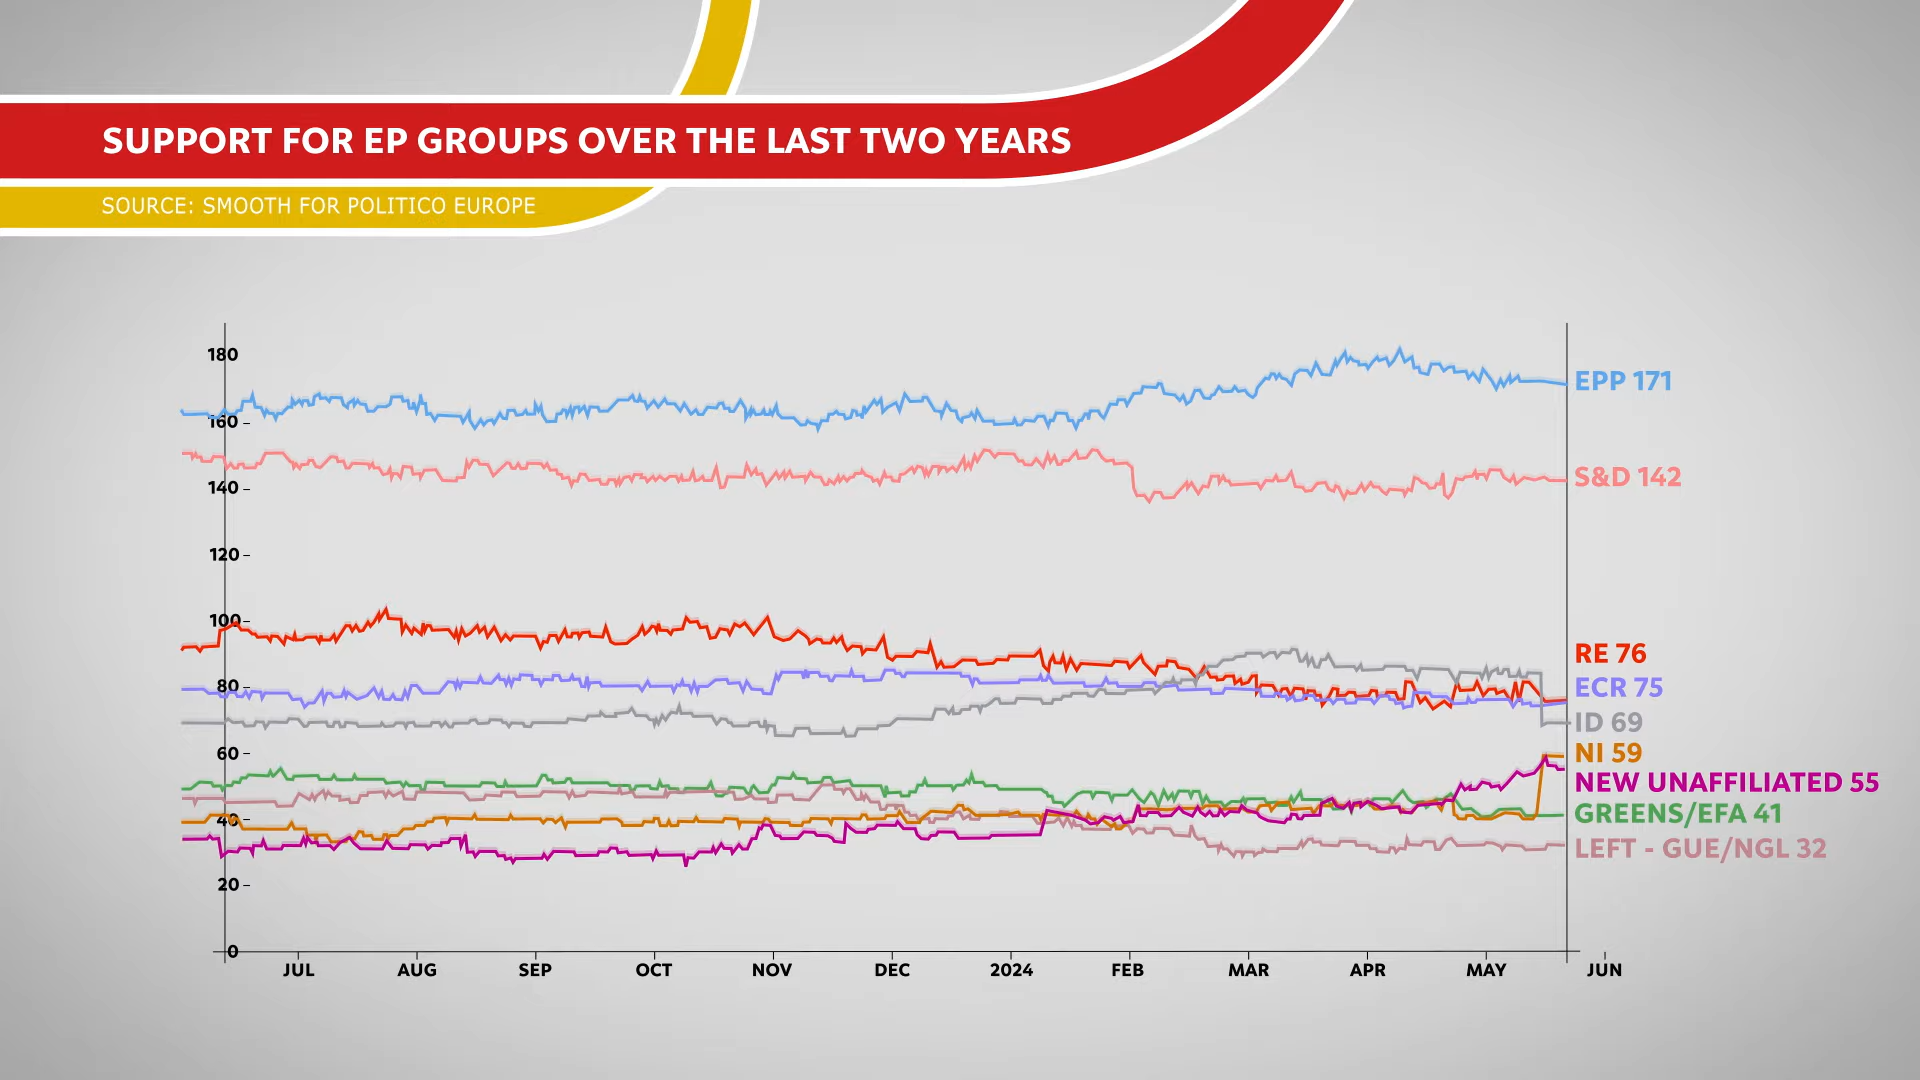 SUPPORT FOR EP GROUPS OVER THE LAST TWO YEARS
SOURCE: SMOOTH FOR POLITICO EUROPE
180
160
140
120
100
80
60
40
20
0
EPP 171
S&D 142
RE 76
ECR 75
ID 69
NI 59
NEW UNAFFILIATED 55
GREENS/EFA 41
LEFT - GUE/NGL 32
JUL AUG SEP OCT NOV DEC 2024 FEB MAR APR MAY JUN